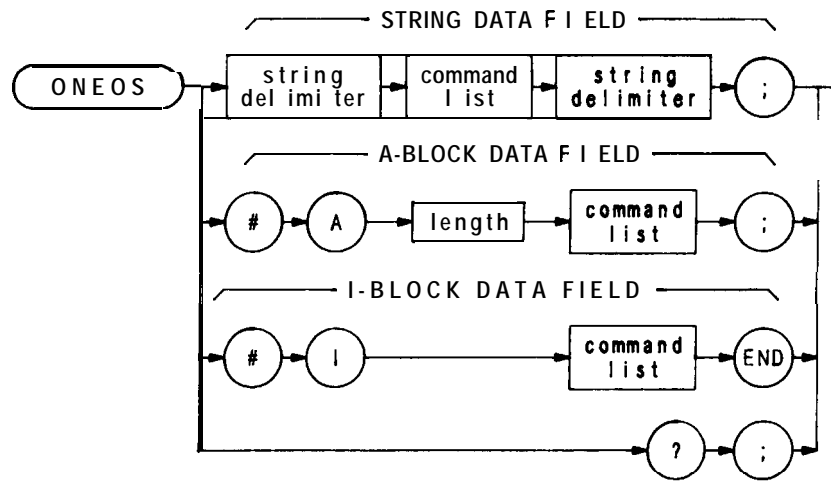 STRING DATA FIELD
ONEOS
string delimiter
command list
string delimiter
;
A-BLOCK DATA FIELD
#
A
length
command list
;
I-BLOCK DATA FIELD
#
I
command list
END
?
;